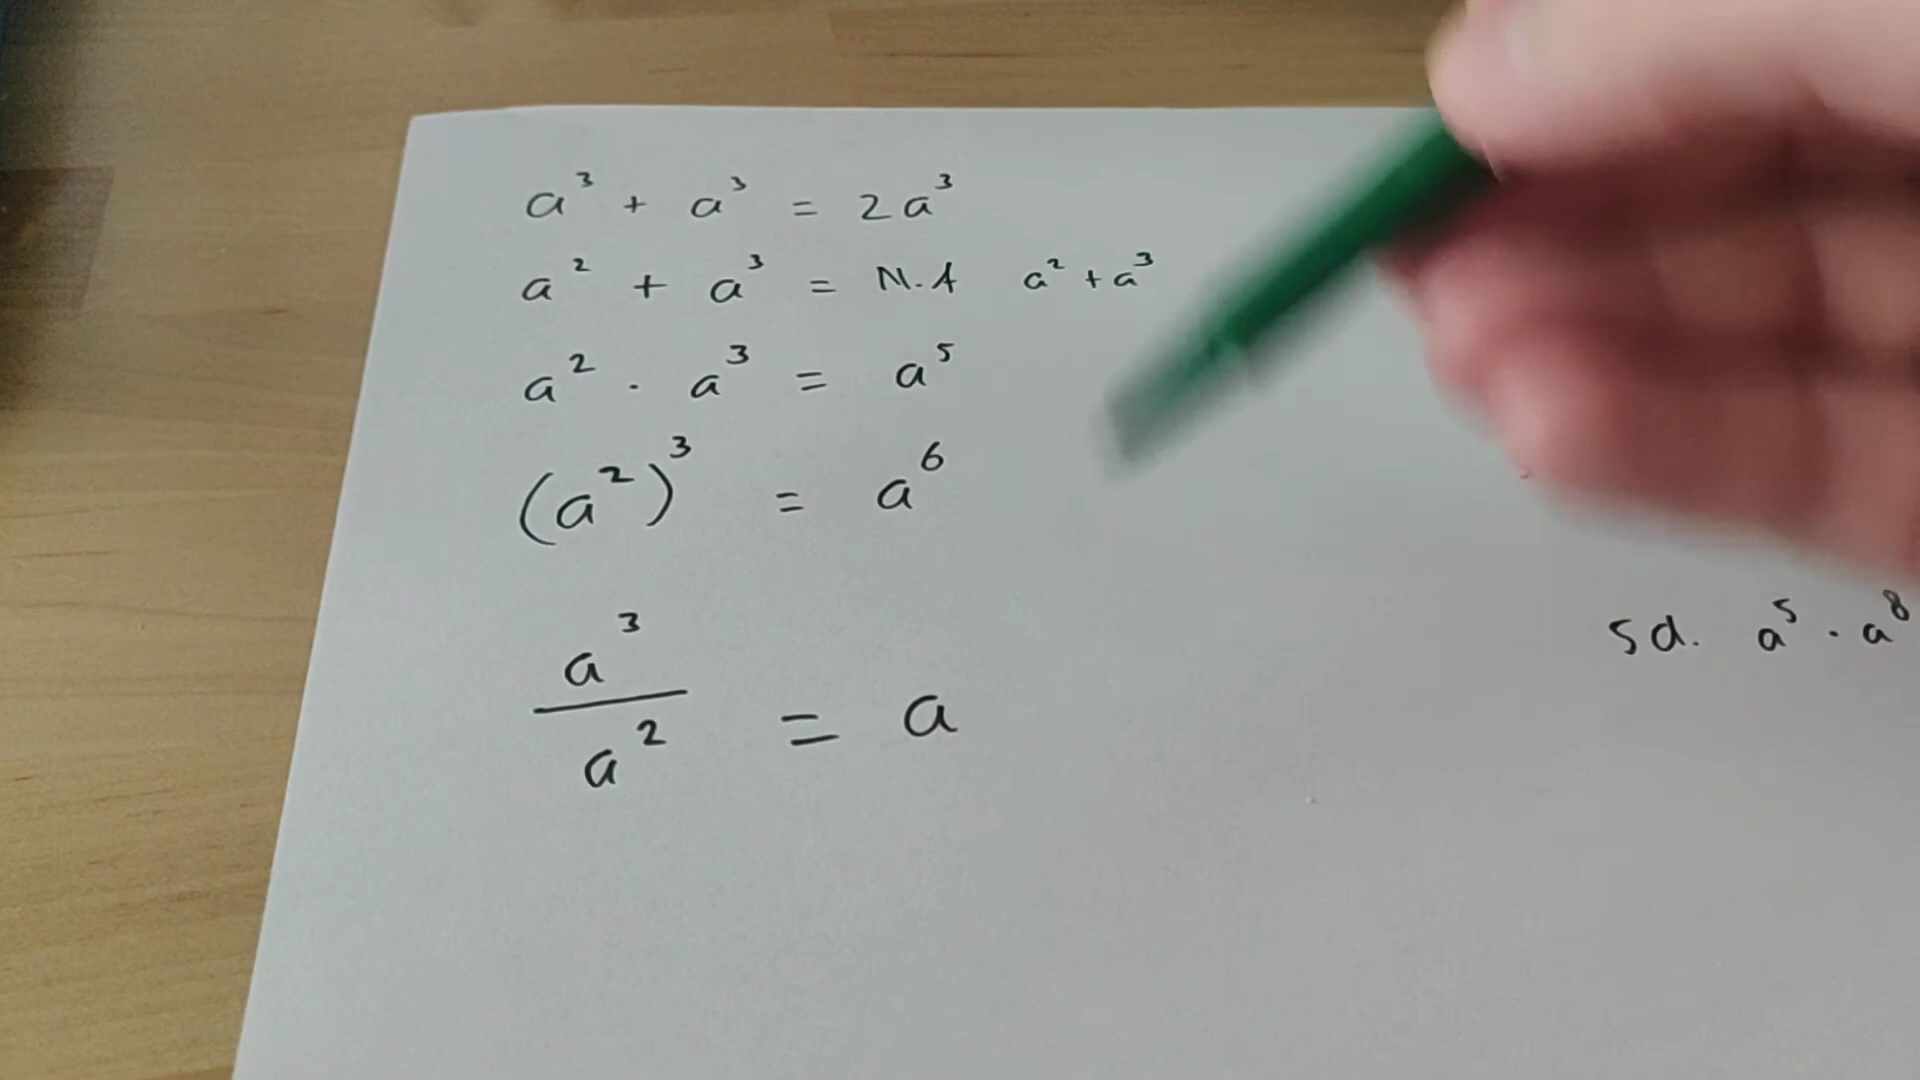 a³ + a³ = 2a³
a² + a³ = N.A a² + a³
a² · a³ = a⁵
(a²)³ = a⁶
a³/a² = a
5d. a⁵ · a⁸